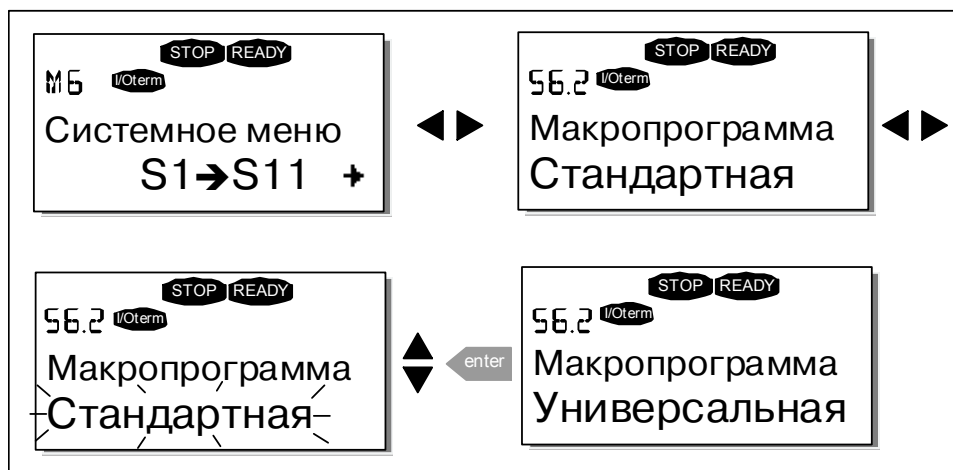 STOP READY
M6 I/Oterm
Системное меню
S1➔S11
STOP READY
S6.2 I/Oterm
Макропрограмма
Стандартная
STOP READY
S6.2 I/Oterm
Макропрограмма
Стандартная
enter
STOP READY
S6.2 I/Oterm
Макропрограмма
Универсальная